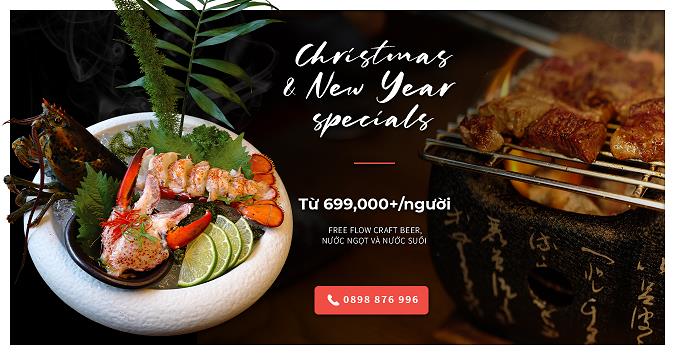 Christmas
& New Year
specials
Từ 699,000+/người
FREE FLOW CRAFT BEER,
NƯỚC NGỌT VÀ NƯỚC SUỐI
0898 876 996